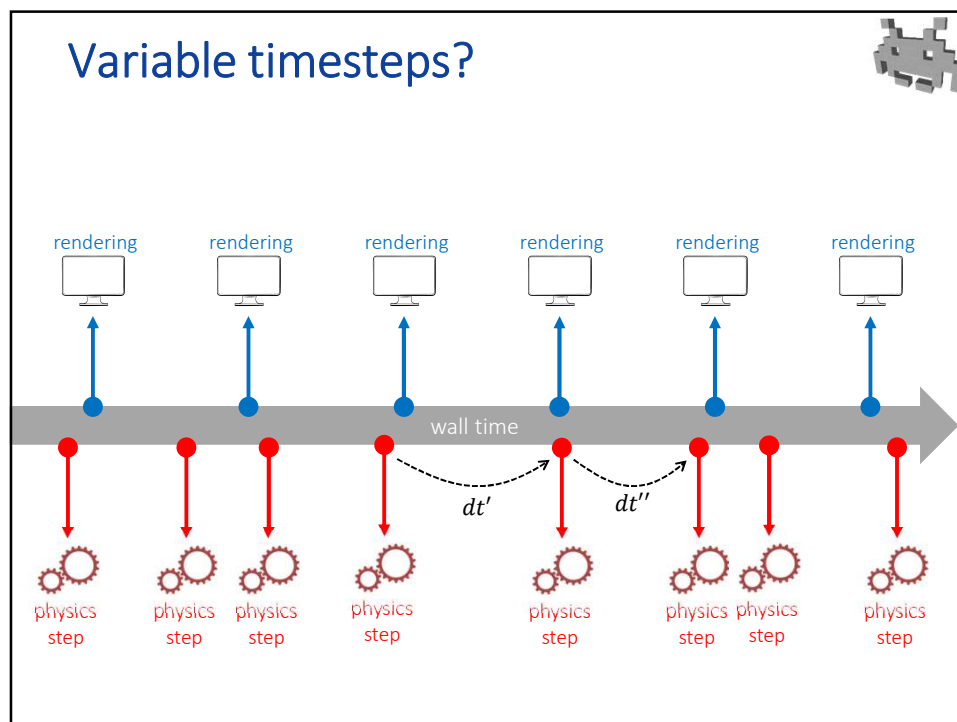 Variable timesteps?
rendering
rendering
rendering
rendering
rendering
rendering
wall time
dt′
dt′′
physics
step
physics
step
physics
step
physics
step
physics
step
physics
step
physics
step
physics
step